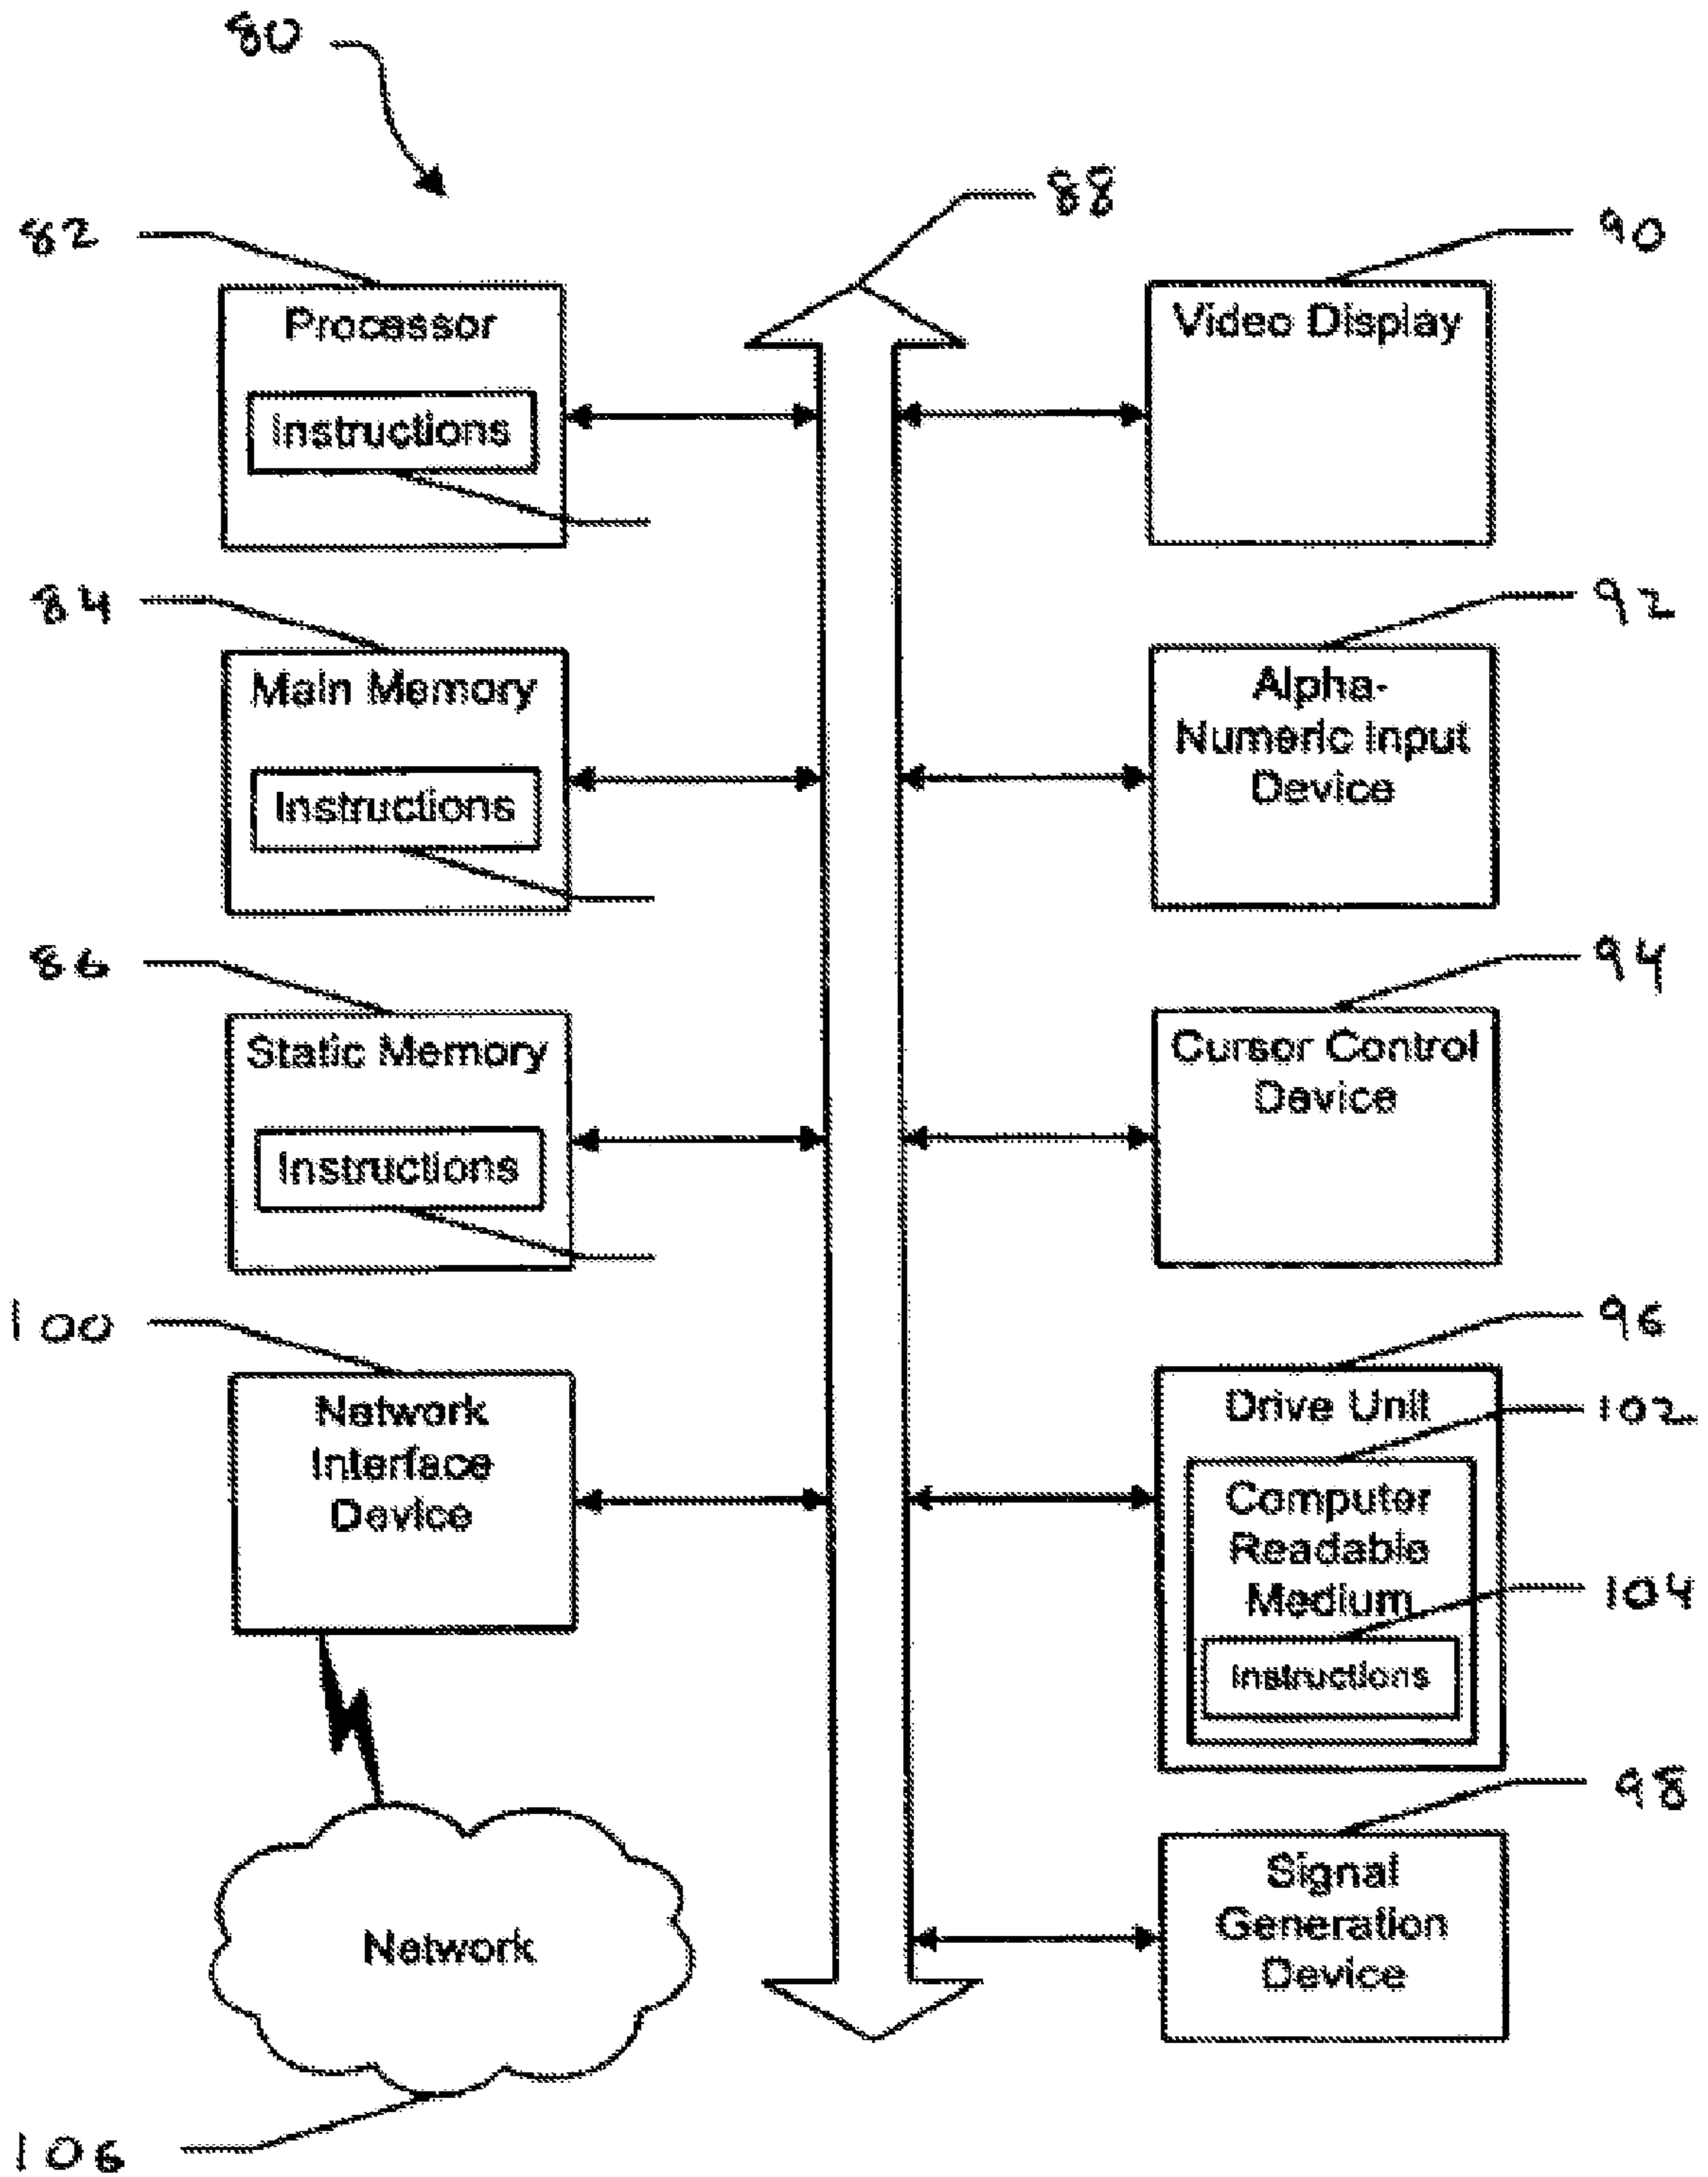 80
88
82
Processor
Instructions
90
Video Display
84
Main Memory
Instructions
92
Alpha-
Numeric Input
Device
86
Static Memory
Instructions
94
Cursor Control
Device
100
Network
Interface
Device
96
Drive Unit
102
Computer
Readable
Medium
104
Instructions
98
Signal
Generation
Device
Network
106